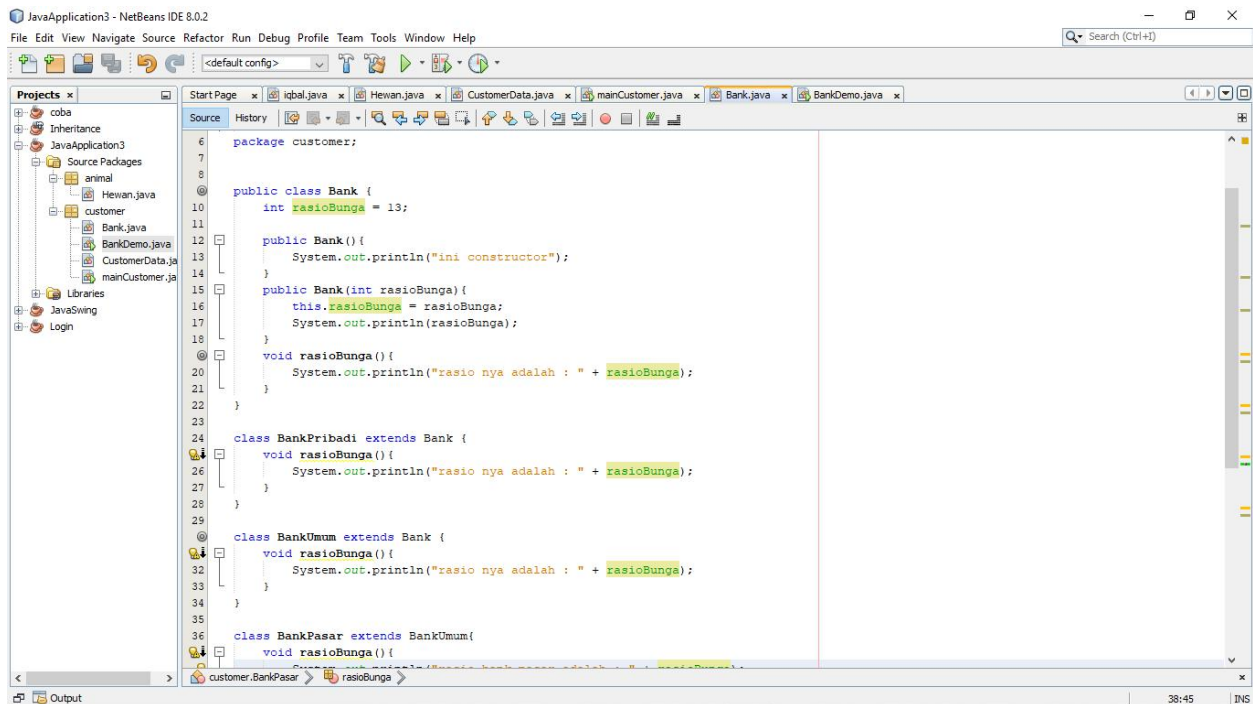 JavaApplication3 - NetBeans IDE 8.0.2
File Edit View Navigate Source Refactor Run Debug Profile Team Tools Window Help
Search (Ctrl+I)
<default config>
Projects
Start Page iqbal.java Hewan.java CustomerData.java mainCustomer.java Bank.java BankDemo.java
coba
Inheritance
JavaApplication3
Source Packages
animal
Hewan.java
customer
Bank.java
BankDemo.java
CustomerData.ja
mainCustomer.ja
Libraries
JavaSwing
Login
Source History
6 package customer;
7
8
public class Bank {
10 int rasioBunga = 13;
11
12 public Bank(){
13 System.out.println("ini constructor");
14 }
15 public Bank(int rasioBunga){
16 this.rasioBunga = rasioBunga;
17 System.out.println(rasioBunga);
18 }
void rasioBunga(){
20 System.out.println("rasio nya adalah : " + rasioBunga);
21 }
22 }
23
24 class BankPribadi extends Bank {
void rasioBunga(){
26 System.out.println("rasio nya adalah : " + rasioBunga);
27 }
28 }
29
class BankUmum extends Bank {
void rasioBunga(){
32 System.out.println("rasio nya adalah : " + rasioBunga);
33 }
34 }
35
36 class BankPasar extends BankUmum{
void rasioBunga(){
System.out.println("rasio bank pasar adalah : " + rasioBunga);
customer.BankPasar rasioBunga
Output
38:45 INS